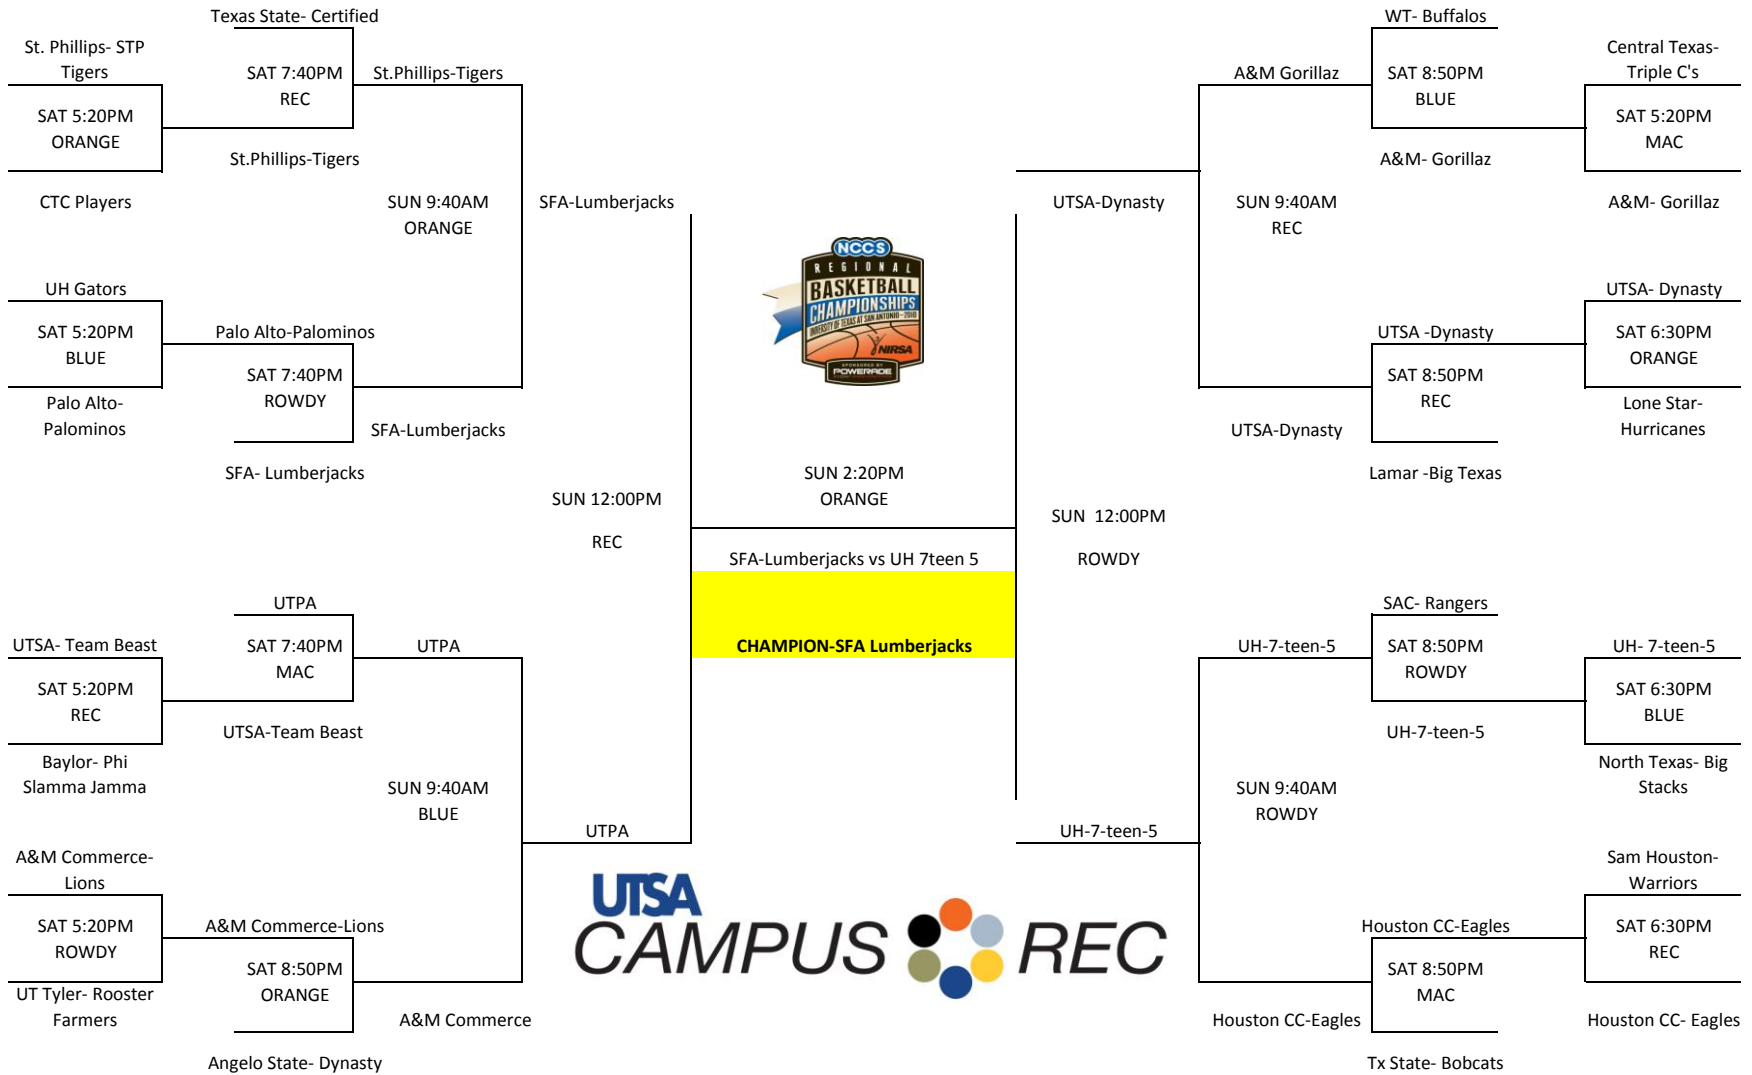 Texas State- Certified
St. Phillips- STP
Tigers
SAT 7:40PM
REC
St.Phillips-Tigers
SAT 5:20PM
ORANGE
St.Phillips-Tigers
CTC Players
SUN 9:40AM
ORANGE
SFA-Lumberjacks
UH Gators
SAT 5:20PM
BLUE
Palo Alto-Palominos
SAT 7:40PM
ROWDY
Palo Alto-
Palominos
SFA-Lumberjacks
SFA- Lumberjacks
SUN 12:00PM
REC
UTPA
UTSA- Team Beast
SAT 7:40PM
MAC
UTPA
SAT 5:20PM
REC
UTSA-Team Beast
Baylor- Phi
Slamma Jamma
SUN 9:40AM
BLUE
UTPA
A&M Commerce-
Lions
SAT 5:20PM
ROWDY
A&M Commerce-Lions
SAT 8:50PM
ORANGE
UT Tyler- Rooster
Farmers
A&M Commerce
Angelo State- Dynasty
NCCS
REGIONAL
BASKETBALL
CHAMPIONSHIPS
UNIVERSITY OF TEXAS AT SAN ANTONIO-2010
NIRSA
SPONSORED BY
POWERADE
SUN 2:20PM
ORANGE
SFA-Lumberjacks vs UH 7teen 5
CHAMPION-SFA Lumberjacks
UTSA
CAMPUS REC
WT- Buffalos
Central Texas-
Triple C's
A&M Gorillaz
SAT 8:50PM
BLUE
SAT 5:20PM
MAC
A&M- Gorillaz
UTSA-Dynasty
SUN 9:40AM
REC
A&M- Gorillaz
UTSA- Dynasty
UTSA -Dynasty
SAT 6:30PM
ORANGE
SAT 8:50PM
REC
Lone Star-
Hurricanes
UTSA-Dynasty
Lamar -Big Texas
SUN 12:00PM
ROWDY
SAC- Rangers
UH-7-teen-5
SAT 8:50PM
ROWDY
UH- 7-teen-5
SAT 6:30PM
BLUE
UH-7-teen-5
North Texas- Big
Stacks
SUN 9:40AM
ROWDY
UH-7-teen-5
Sam Houston-
Warriors
Houston CC-Eagles
SAT 6:30PM
REC
SAT 8:50PM
MAC
Houston CC-Eagles
Houston CC- Eagles
Tx State- Bobcats